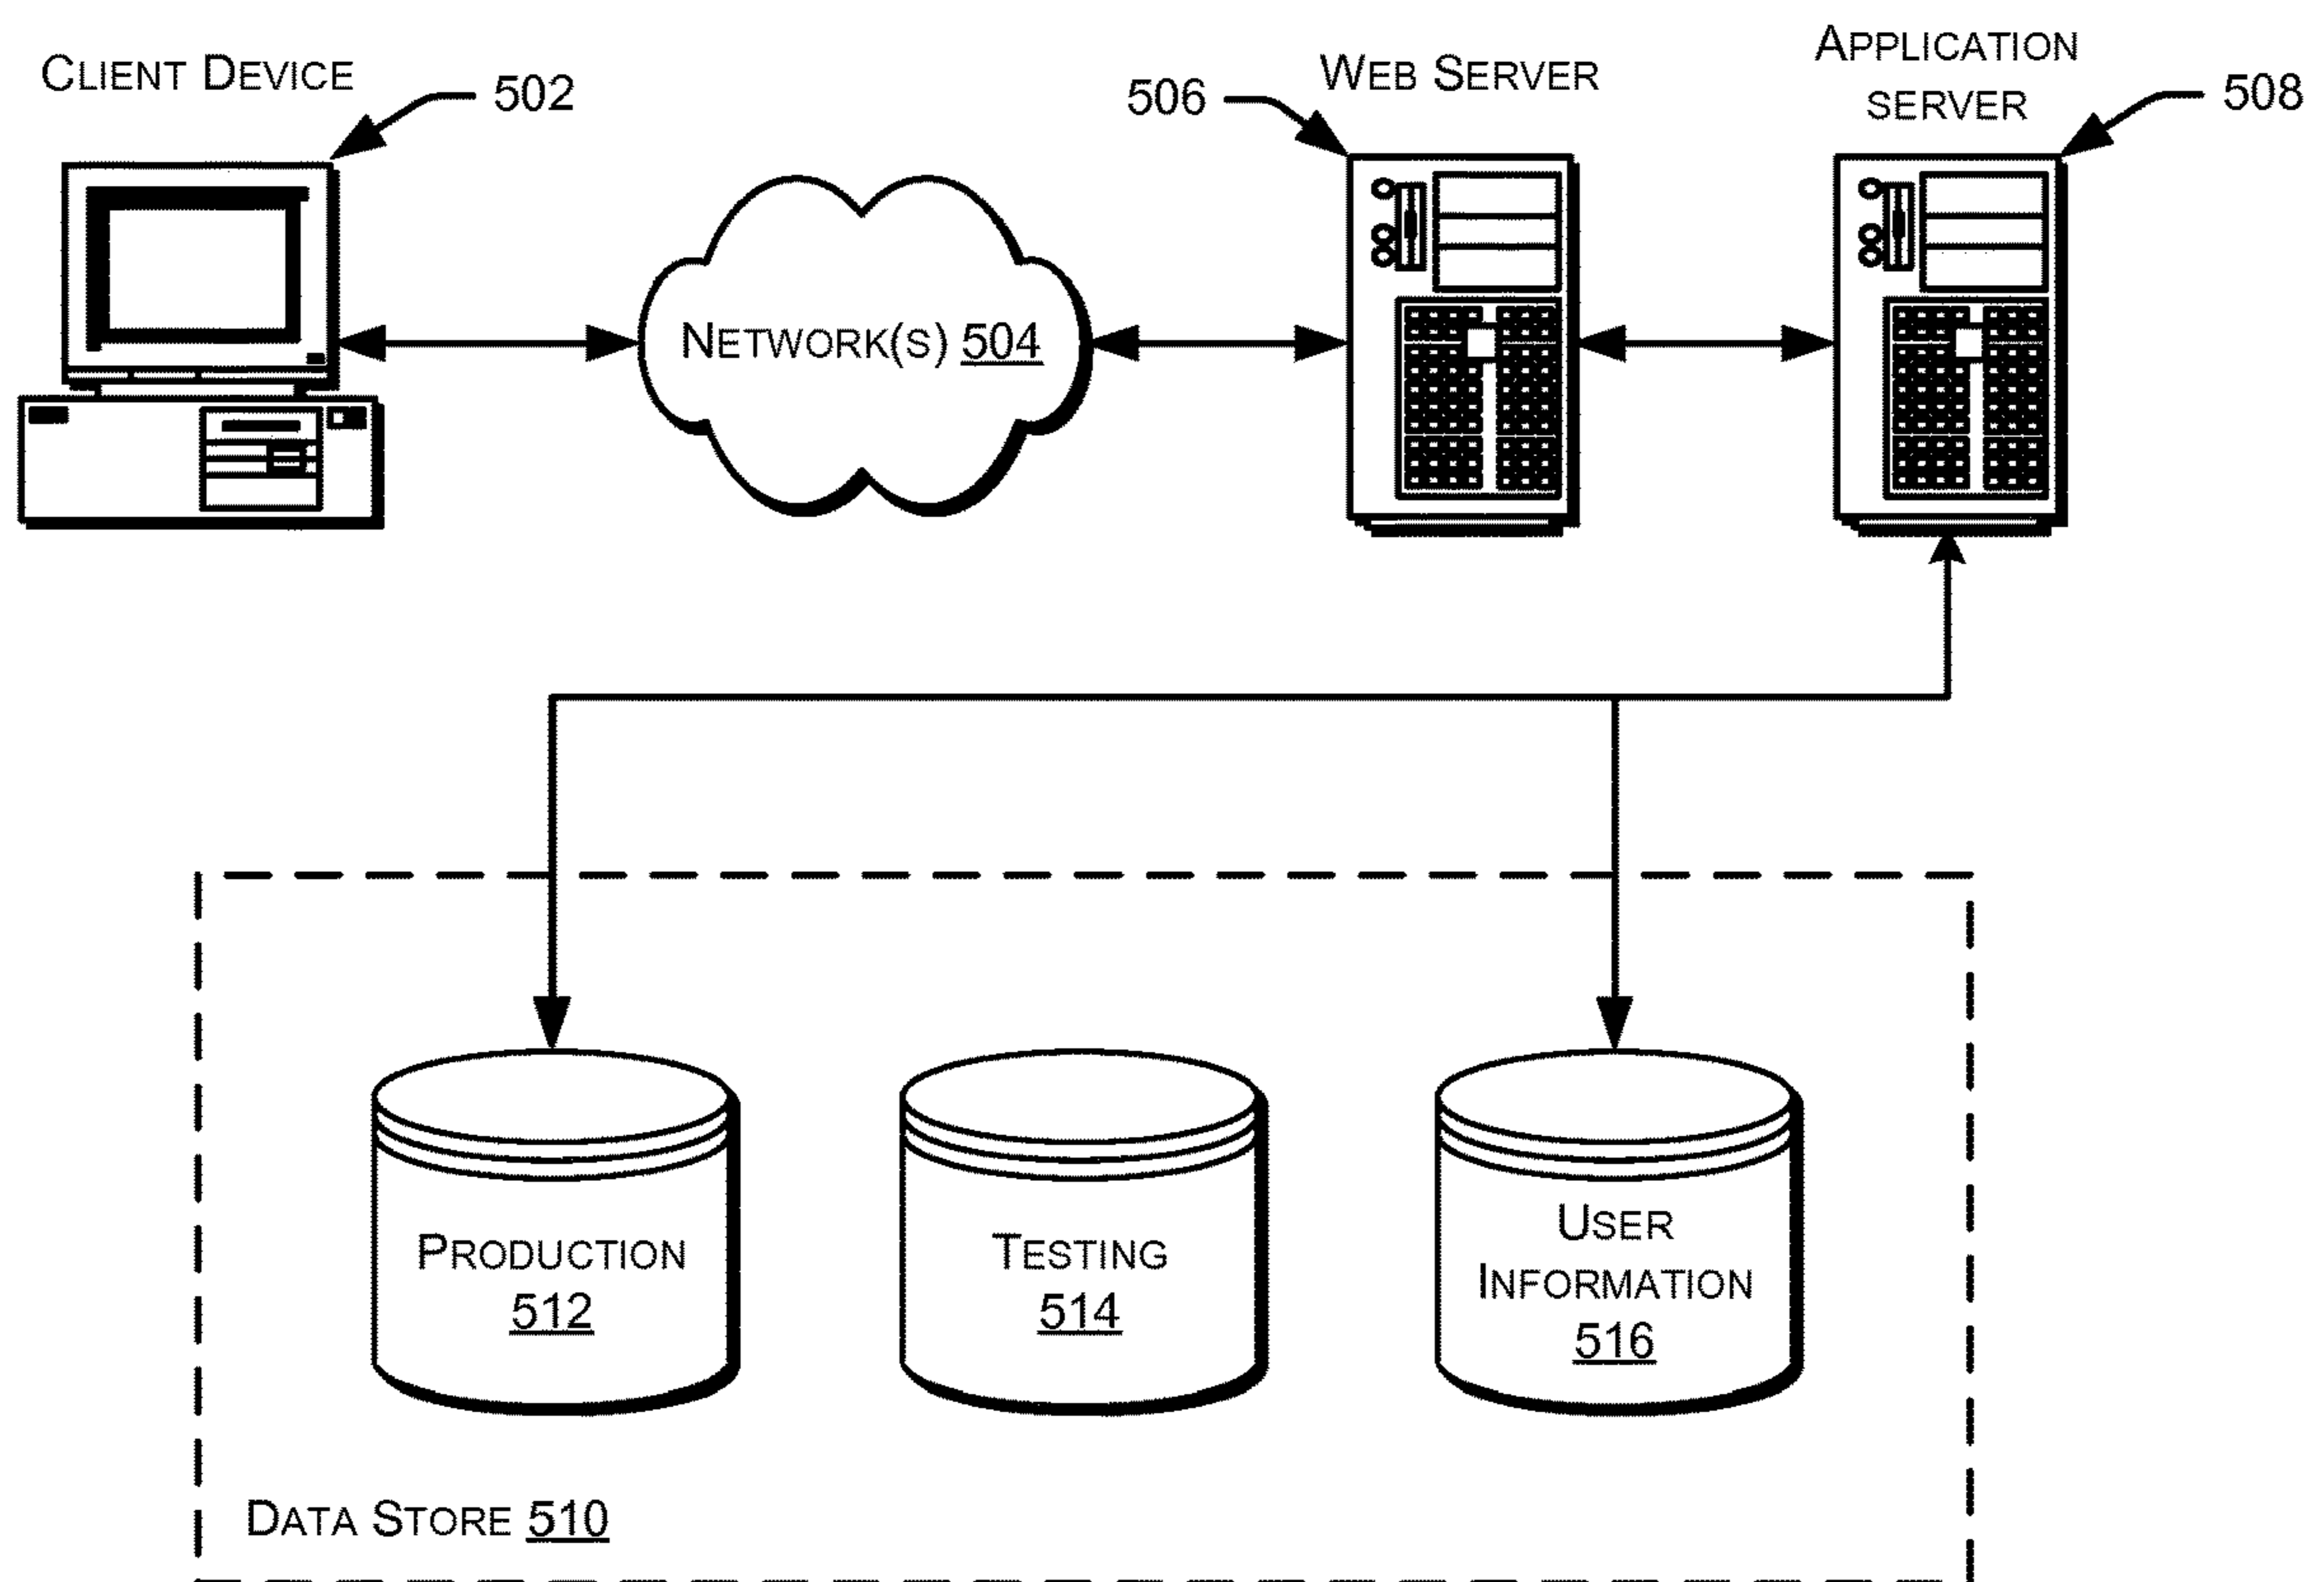 CLIENT DEVICE
502
506
WEB SERVER
APPLICATION
SERVER
508
NETWORK(S) 504
PRODUCTION
512
TESTING
514
USER
INFORMATION
516
DATA STORE 510